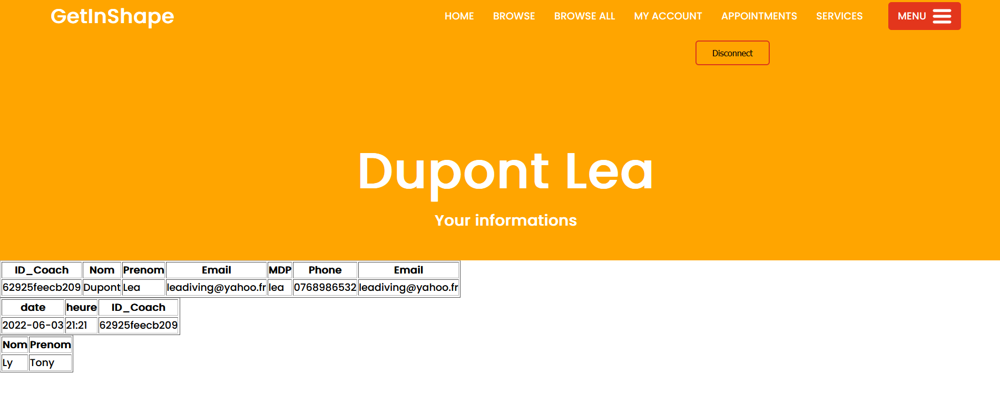 GetInShape HOME BROWSE BROWSE ALL MY ACCOUNT APPOINTMENTS SERVICES MENU
Disconnect
Dupont Lea
Your informations
ID_Coach Nom Prenom Email MDP Phone Email
62925feecb209 Dupont Lea leadiving@yahoo.fr lea 0768986532 leadiving@yahoo.fr
date heure ID_Coach
2022-06-03 21:21 62925feecb209
Nom Prenom
Ly Tony